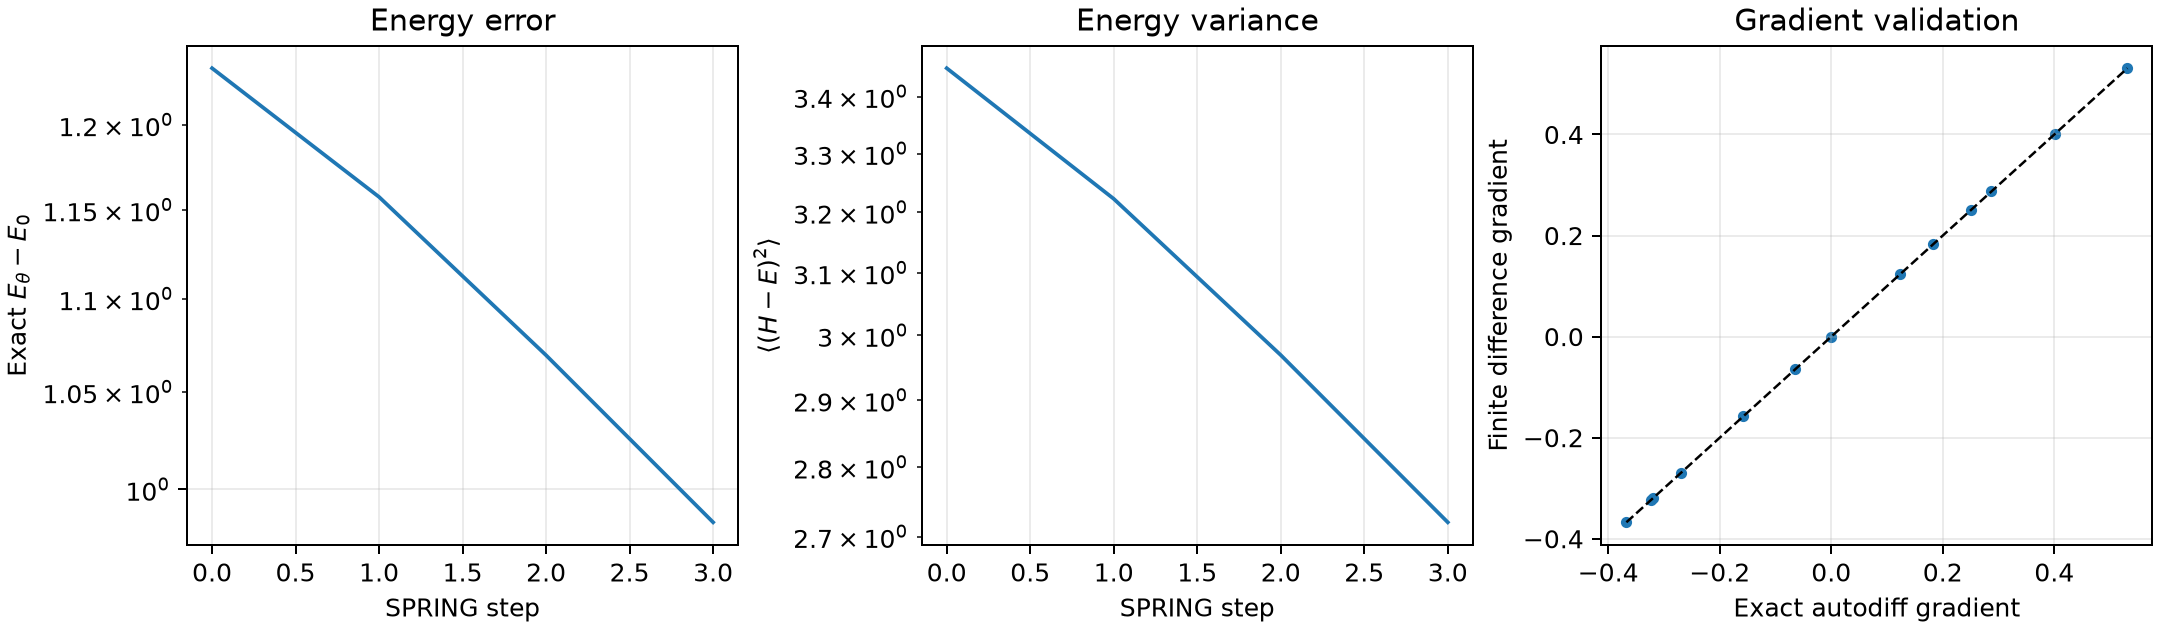 Energy error
Exact E_θ − E_0
1.2 × 10⁰
1.15 × 10⁰
1.1 × 10⁰
1.05 × 10⁰
10⁰
0.0 0.5 1.0 1.5 2.0 2.5 3.0
SPRING step
Energy variance
⟨(H − E)²⟩
3.4 × 10⁰
3.3 × 10⁰
3.2 × 10⁰
3.1 × 10⁰
3 × 10⁰
2.9 × 10⁰
2.8 × 10⁰
2.7 × 10⁰
0.0 0.5 1.0 1.5 2.0 2.5 3.0
SPRING step
Gradient validation
Finite difference gradient
0.4
0.2
0.0
−0.2
−0.4
−0.4 −0.2 0.0 0.2 0.4
Exact autodiff gradient